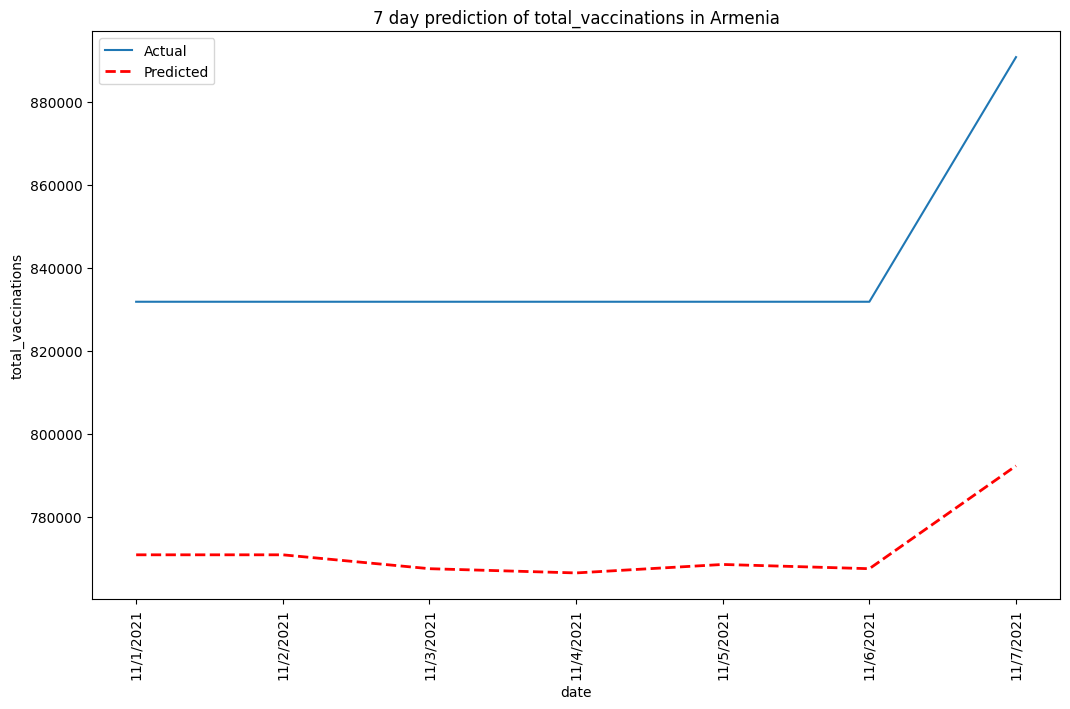 7 day prediction of total_vaccinations in Armenia
Actual
Predicted
880000
860000
840000
820000
800000
780000
total_vaccinations
11/1/2021
11/2/2021
11/3/2021
11/4/2021
11/5/2021
11/6/2021
11/7/2021
date